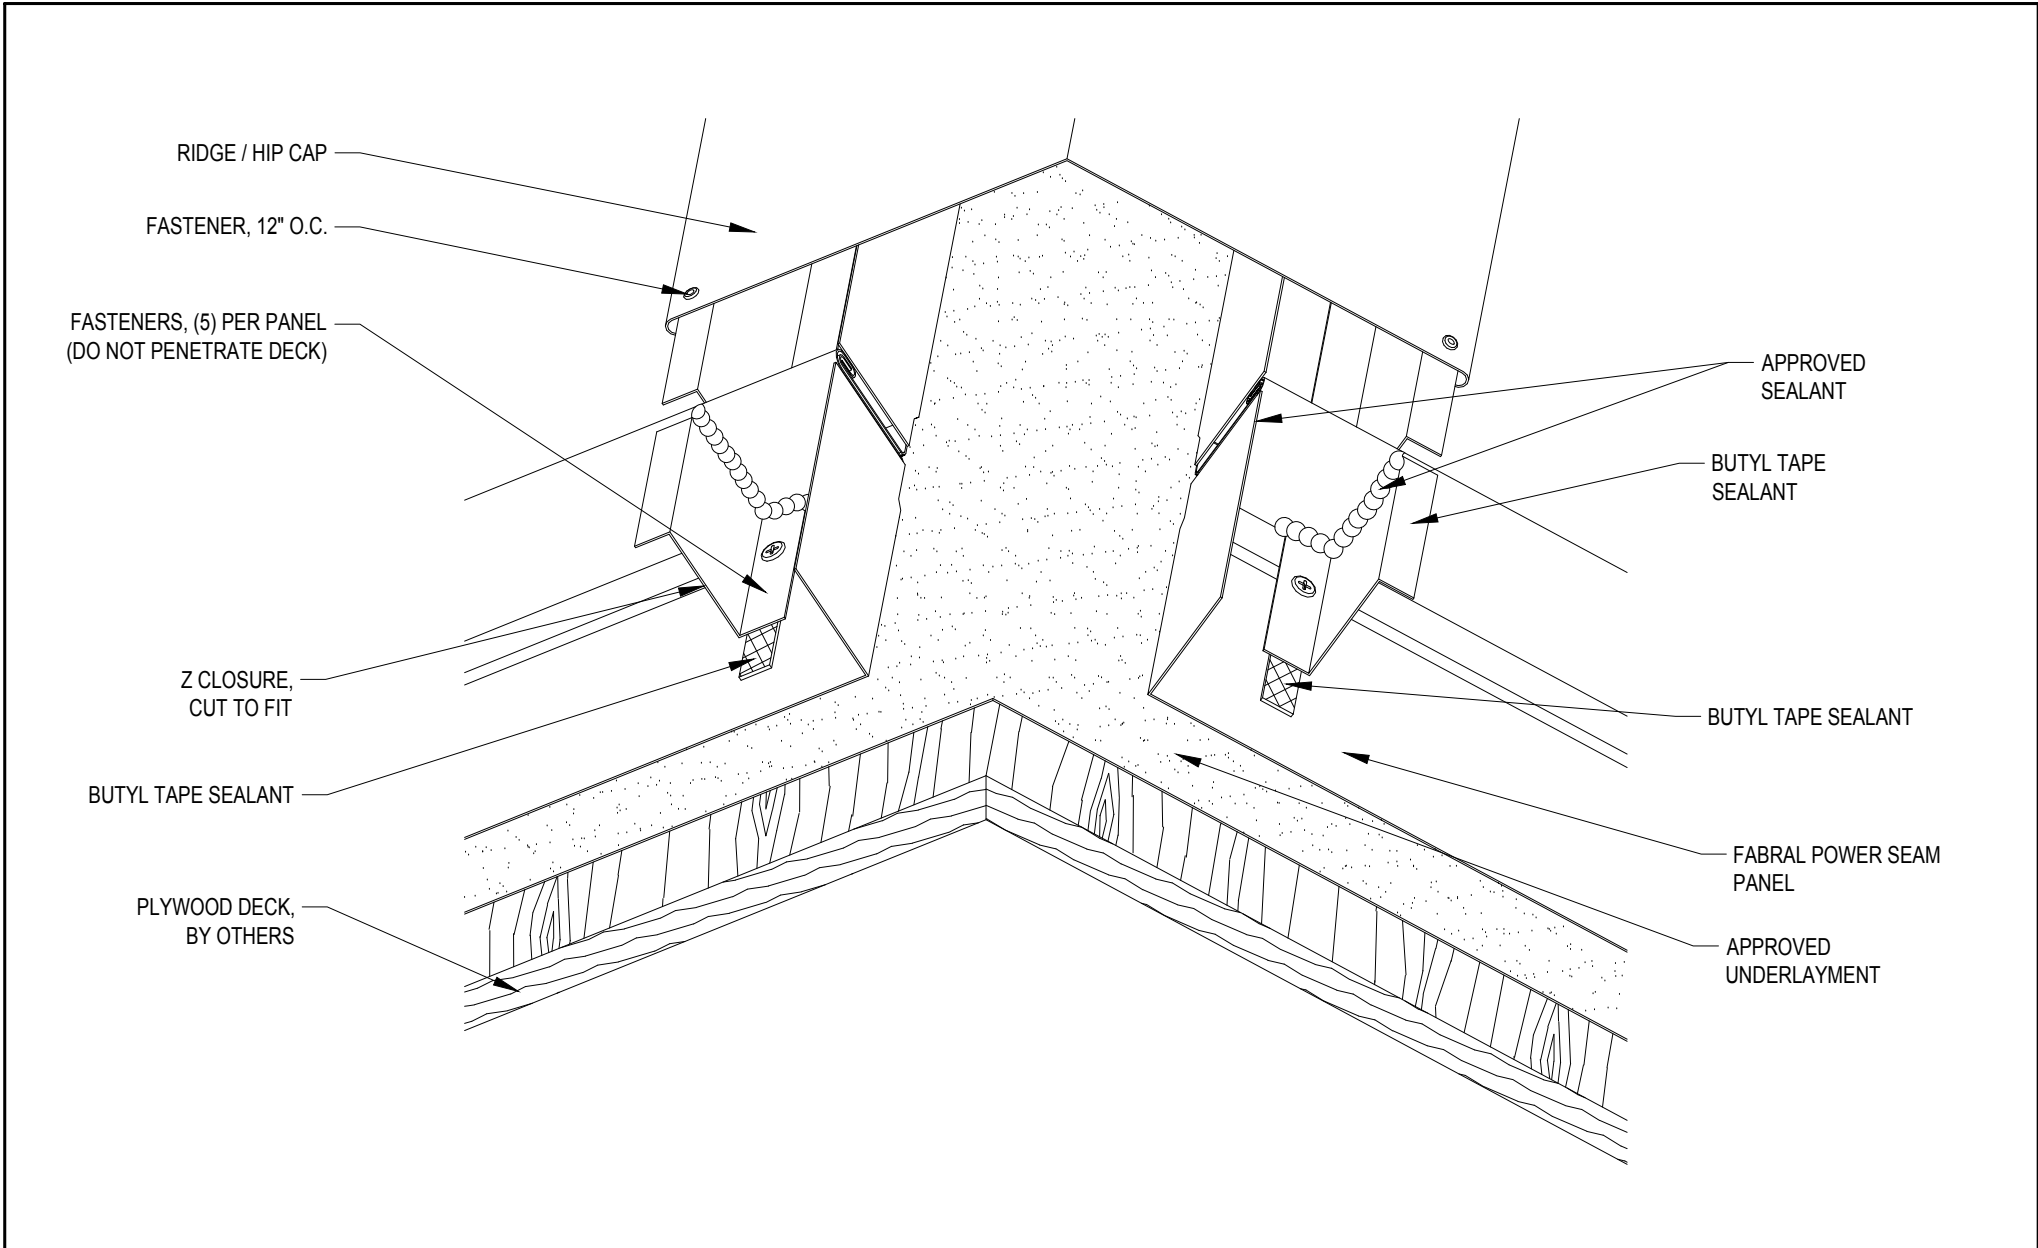 RIDGE / HIP CAP
FASTENER, 12" O.C.
FASTENERS, (5) PER PANEL
(DO NOT PENETRATE DECK)
Z CLOSURE,
CUT TO FIT
BUTYL TAPE SEALANT
PLYWOOD DECK,
BY OTHERS
APPROVED
SEALANT
BUTYL TAPE
SEALANT
BUTYL TAPE SEALANT
FABRAL POWER SEAM
PANEL
APPROVED
UNDERLAYMENT